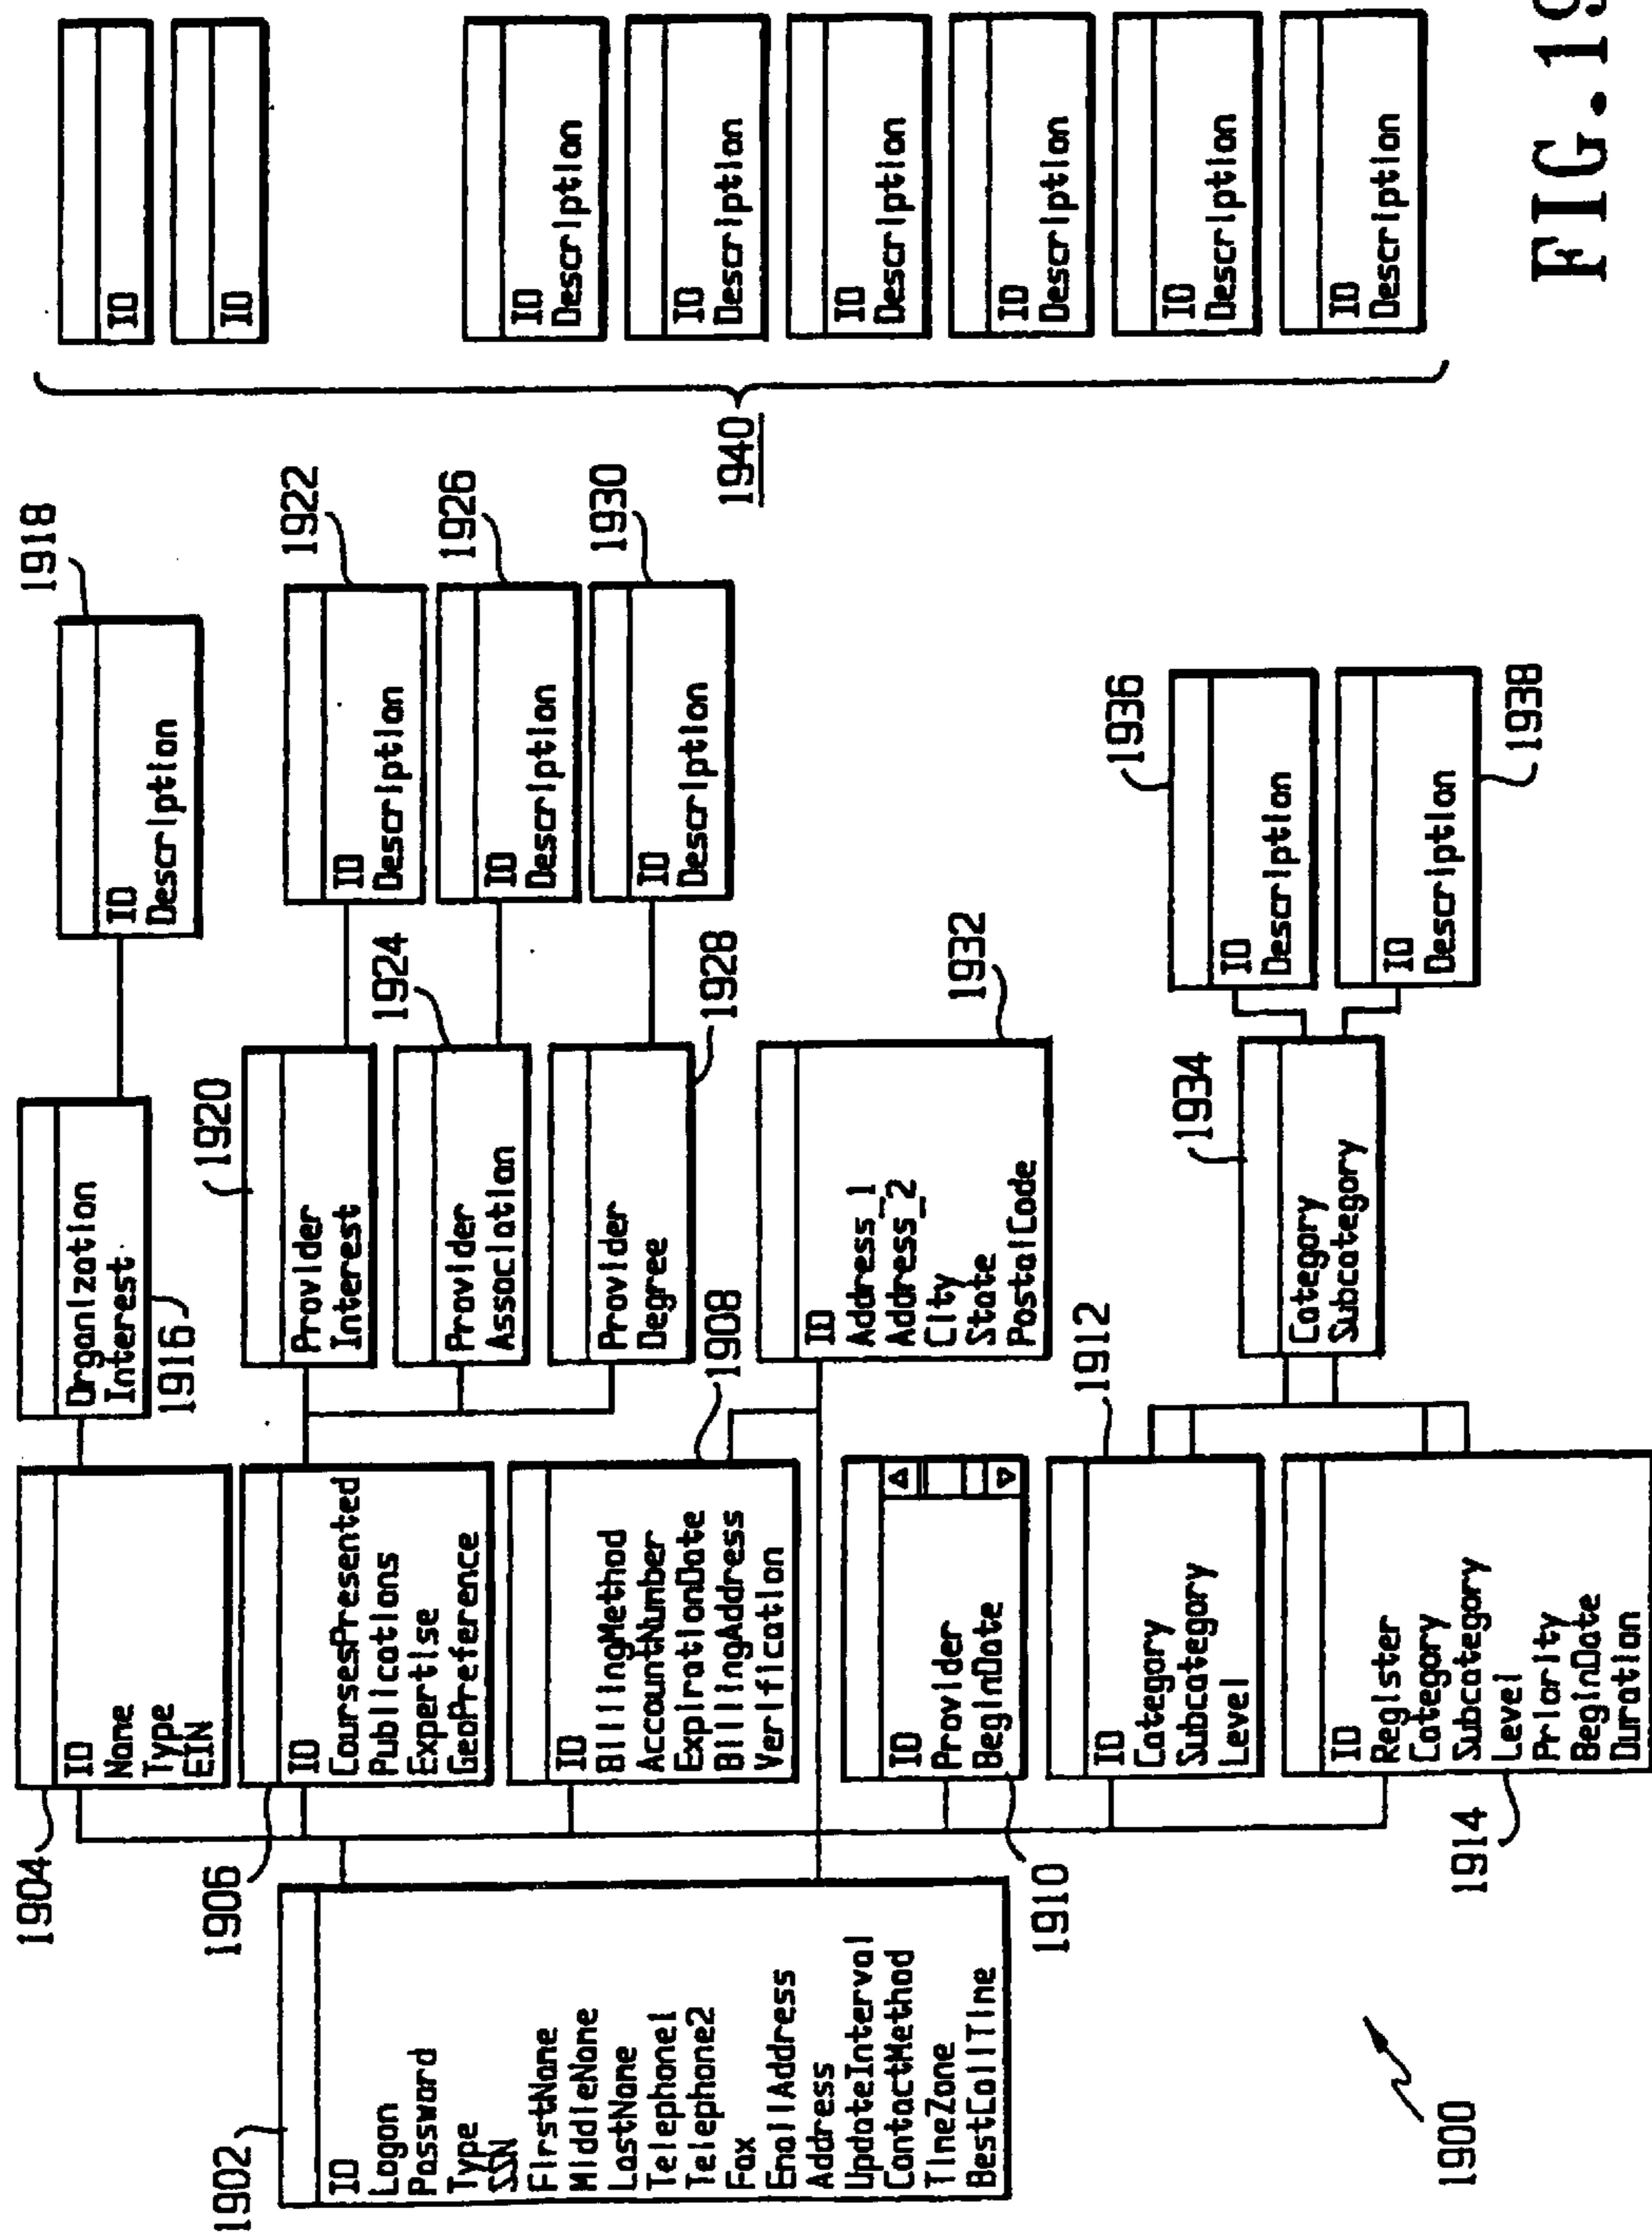 1902
ID
Logon
Password
Type
SSN
FirstName
MiddleName
LastName
Telephone1
Telephone2
Fax
EmailAddress
Address
UpdateInterval
ContactMethod
TimeZone
BestCallTime
1900
1904
ID
Name
Type
EIN
1906
ID
CoursesPresented
Publications
Expertise
GeoPreference
1908
ID
BillingMethod
AccountNumber
ExpirationDate
BillingAddress
Verification
1910
ID
Provider
BeginDate
1912
ID
Category
Subcategory
Level
1914
ID
Register
Category
Subcategory
Level
Priority
BeginDate
Duration
Organization
Interest
1916
1920
Provider
Interest
1924
Provider
Association
1928
Provider
Degree
1932
ID
Address_1
Address_2
City
State
PostalCode
1934
Category
Subcategory
1918
ID
Description
1922
ID
Description
1926
ID
Description
1930
ID
Description
1936
ID
Description
1938
ID
Description
1940
ID
ID
ID
Description
ID
Description
ID
Description
ID
Description
ID
Description
ID
Description
FIG.19